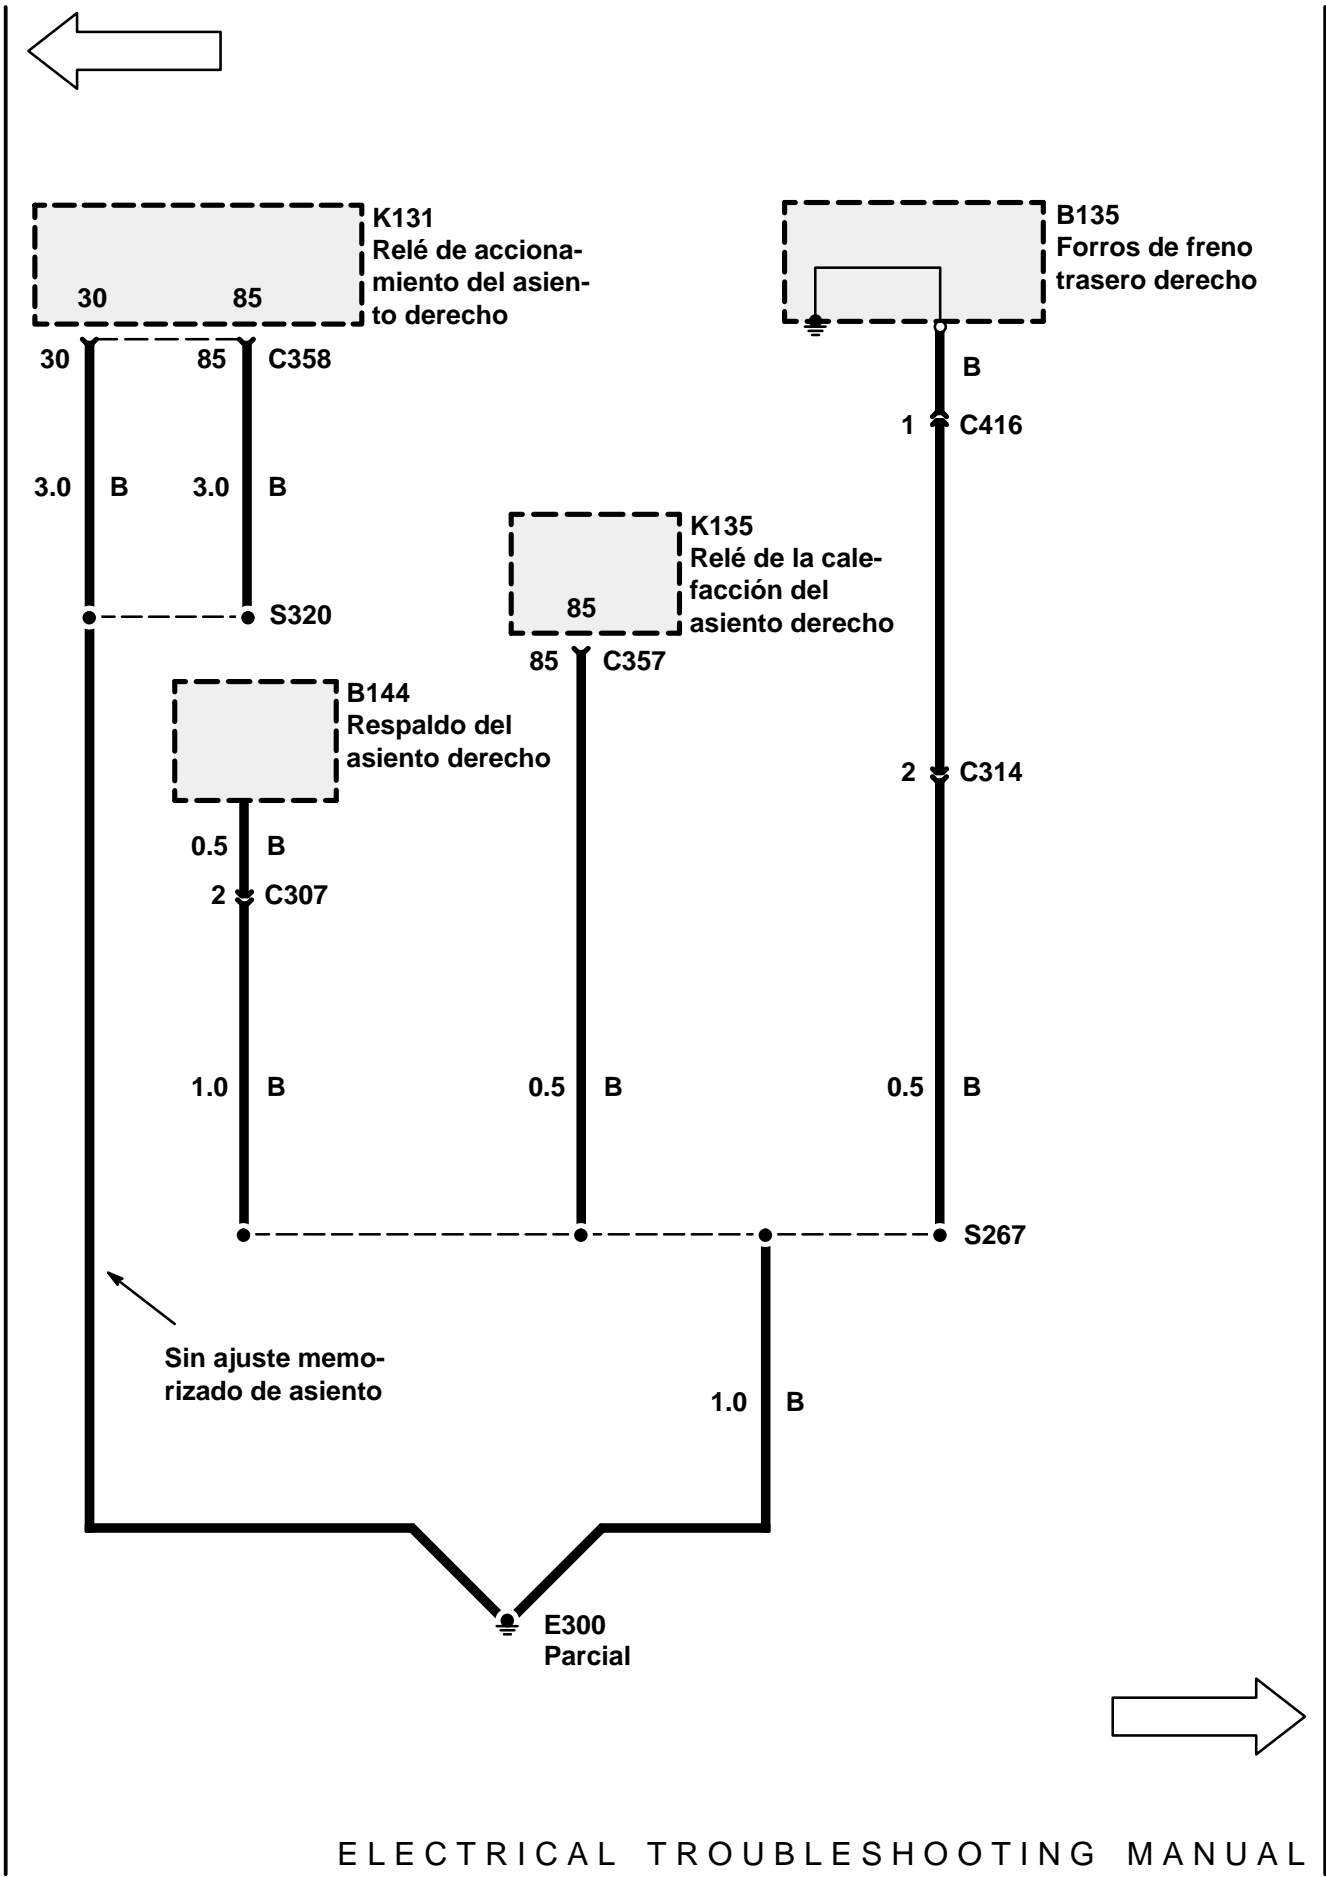 K131
Relé de acciona-
miento del asien-
to derecho
30
85
30
85
C358
3.0
B
3.0
B
S320
B135
Forros de freno
trasero derecho
B
1
C416
K135
Relé de la cale-
facción del
asiento derecho
85
85
C357
B144
Respaldo del
asiento derecho
2
C314
0.5
B
2
C307
1.0
B
0.5
B
0.5
B
S267
Sin ajuste memo-
rizado de asiento
1.0
B
E300
Parcial
ELECTRICAL TROUBLESHOOTING MANUAL